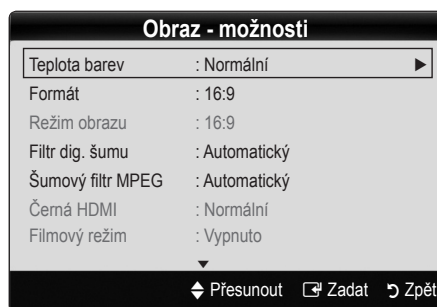 Obraz - možnosti
Teplota barev : Normální
Formát : 16:9
Režim obrazu : 16:9
Filtr dig. šumu : Automatický
Šumový filtr MPEG : Automatický
Černá HDMI : Normální
Filmový režim : Vypnuto
Přesunout Zadat Zpět